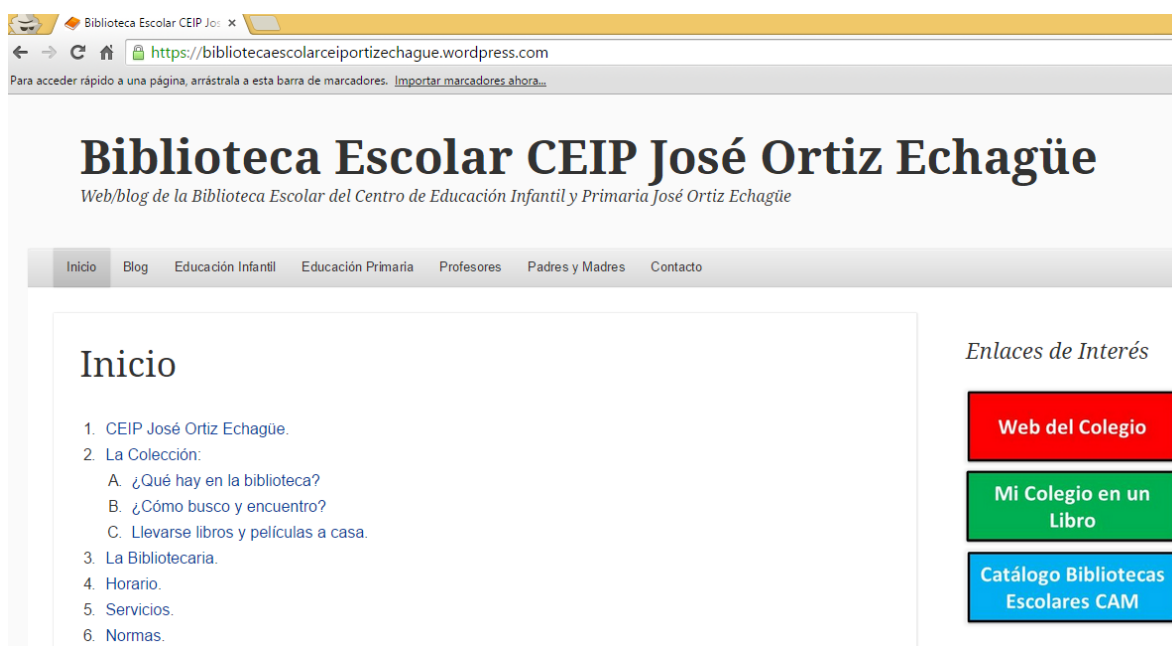 Biblioteca Escolar CEIP Jos
https://bibliotecaescolarceiportizechague.wordpress.com
Para acceder rápido a una página, arrástrala a esta barra de marcadores. Importar marcadores ahora...
Biblioteca Escolar CEIP José Ortiz Echagüe
Web/blog de la Biblioteca Escolar del Centro de Educación Infantil y Primaria José Ortiz Echagüe
Inicio Blog Educación Infantil Educación Primaria Profesores Padres y Madres Contacto
Inicio
1. CEIP José Ortiz Echagüe.
2. La Colección:
A. ¿Qué hay en la biblioteca?
B. ¿Cómo busco y encuentro?
C. Llevarse libros y películas a casa.
3. La Bibliotecaria.
4. Horario.
5. Servicios.
6. Normas.
Enlaces de Interés
Web del Colegio
Mi Colegio en un
Libro
Catálogo Bibliotecas
Escolares CAM